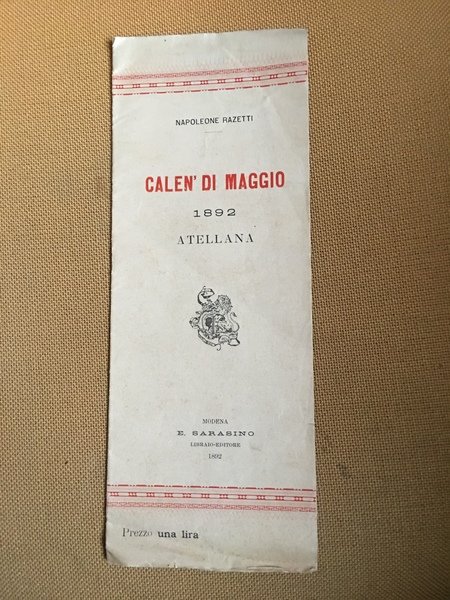 NAPOLEONE RAZETTI
CALEN' DI MAGGIO
1892
ATELLANA
MODENA
E. SARASINO
LIBRAIO-EDITORE
1892
Prezzo una lira